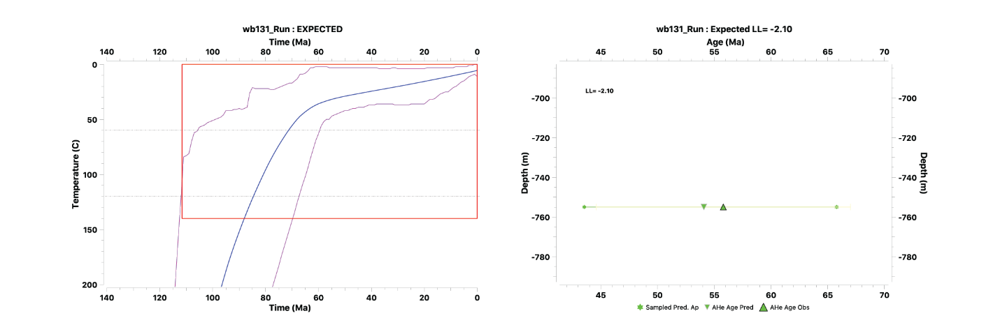 wb131_Run : EXPECTED
Time (Ma)
140 120 100 80 60 40 20 0
0
50
100
150
200
Temperature (C)
140 120 100 80 60 40 20 0
Time (Ma)
wb131_Run : Expected LL= -2.10
Age (Ma)
45 50 55 60 65 70
LL= -2.10
-700 -700
-720 -720
-740 -740
-760 -760
-780 -780
Depth (m)
Depth (m)
45 50 55 60 65 70
Sampled Pred. Ap AHe Age Pred AHe Age Obs